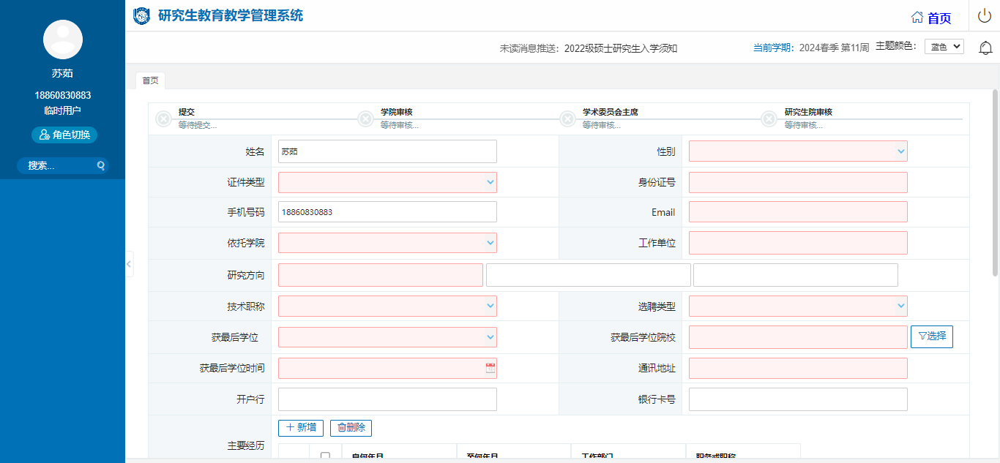 苏茹
18860830883
临时用户
角色切换
搜索...
研究生教育教学管理系统
首页
未读消息推送: 2022级硕士研究生入学须知
当前学期: 2024春季 第11周 主题颜色: 蓝色
首页
提交 学院审核 学术委员会主席 研究生院审核
等待提交... 等待审核... 等待审核... 等待审核...
姓名 苏茹 性别
证件类型 身份证号
手机号码 18860830883 Email
依托学院 工作单位
研究方向
技术职称 选聘类型
获最后学位 获最后学位院校 选择
获最后学位时间 通讯地址
开户行 银行卡号
新增 删除
主要经历
自何年月 至何年月 工作部门 职务或职称